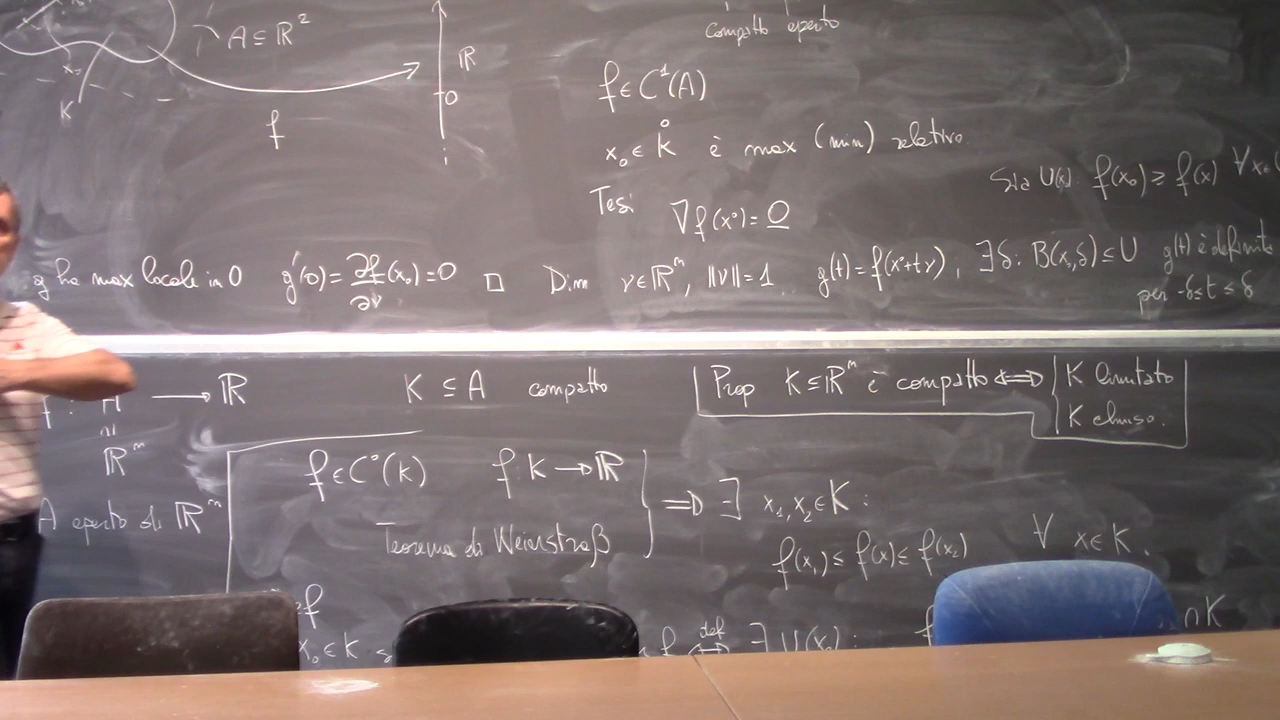 A ⊆ ℝ²
x₀
K
f
ℝ
0
compatto aperto
f ∈ C¹(A)
x₀ ∈ K̊ è max (min) relativo.
Sia U(x₀): f(x₀) ≥ f(x) ∀ x ∈
Tesi ∇f(x⁰) = 0
g ha max locale in 0 g'(0) = ∂f/∂v (x₀) = 0 □
Dim v ∈ ℝⁿ, ‖v‖ = 1 g(t) = f(x⁰+tv), ∃ δ: B(x₀,δ) ⊆ U g(t) è definita
per -δ ≤ t ≤ δ
f : A → ℝ
⊆
ℝⁿ
A aperto di ℝⁿ
K ⊆ A compatto
Prop K ⊆ ℝⁿ è compatto ⟺ { K limitato
K chiuso.
f ∈ C⁰(K) f: K → ℝ
Teorema di Weierstraß
⟹ ∃ x₁, x₂ ∈ K :
f(x₁) ≤ f(x) ≤ f(x₂) ∀ x ∈ K.
x₀ ∈ K
def
⟺ ∃ U(x₀) :
∩ K